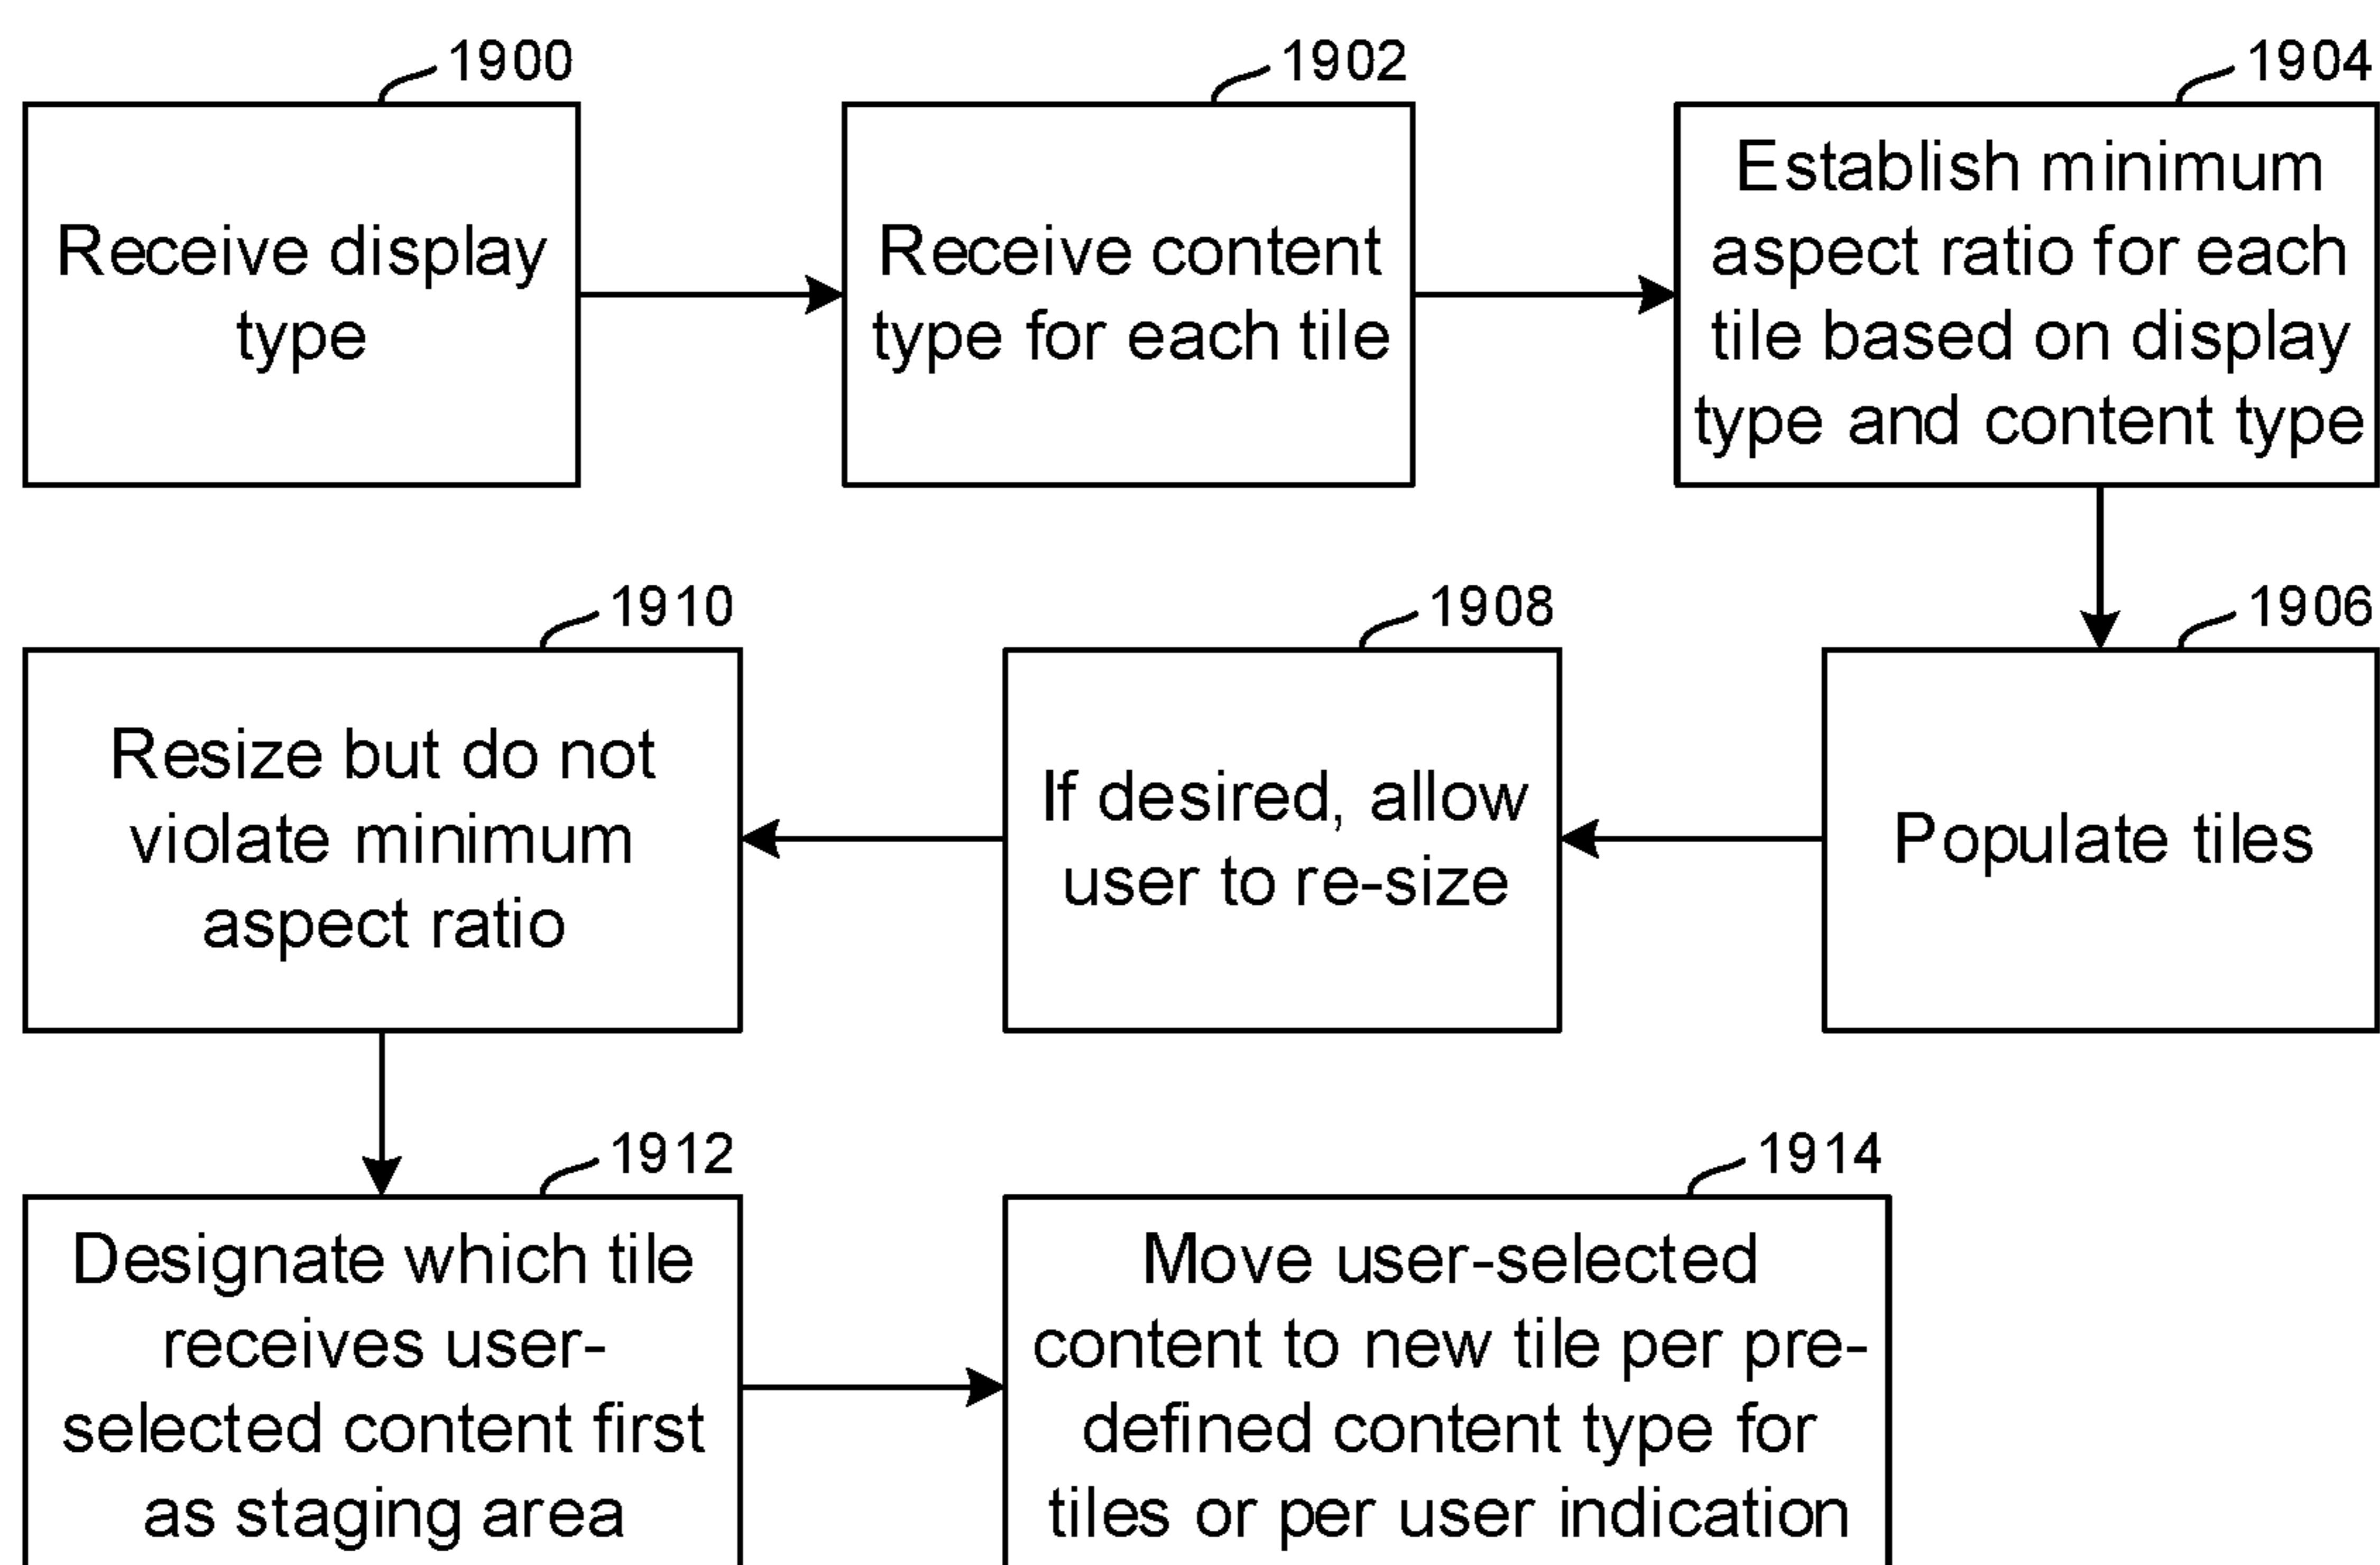 1900
Receive display
type
1902
Receive content
type for each tile
1904
Establish minimum
aspect ratio for each
tile based on display
type and content type
1910
Resize but do not
violate minimum
aspect ratio
1908
If desired, allow
user to re-size
1906
Populate tiles
1912
Designate which tile
receives user-
selected content first
as staging area
1914
Move user-selected
content to new tile per pre-
defined content type for
tiles or per user indication